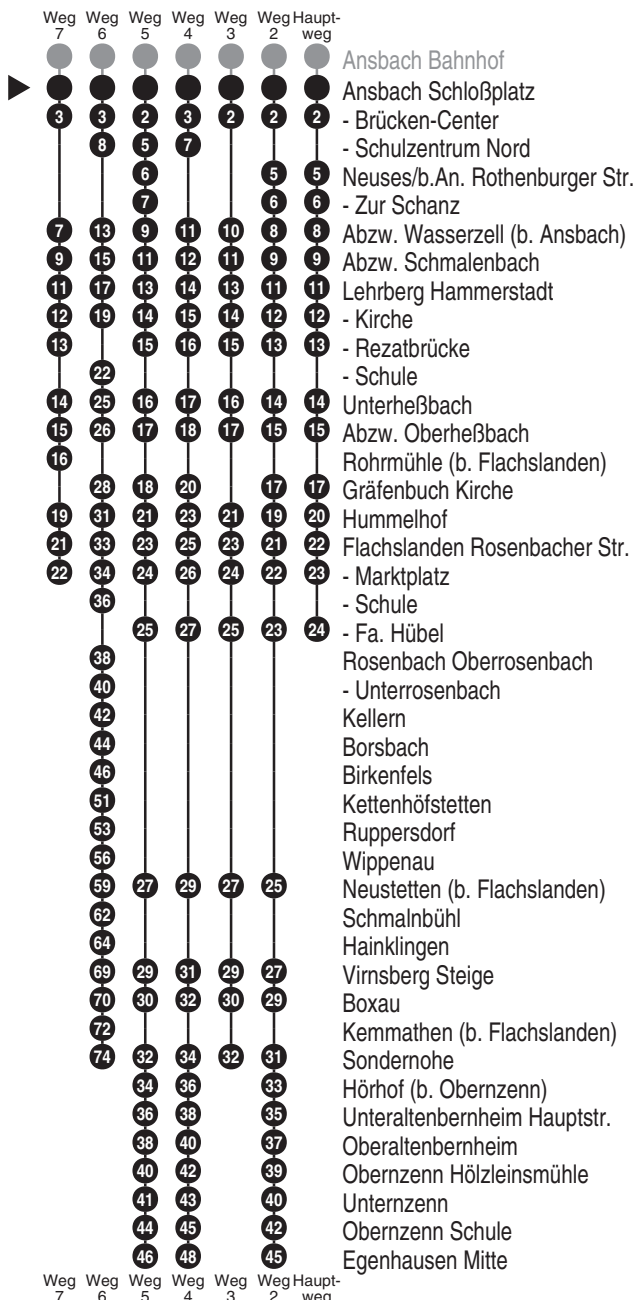 Weg Weg Weg Weg Weg Weg Haupt-
7 6 5 4 3 2 weg
Ansbach Bahnhof
Ansbach Schloßplatz
3 3 2 3 2 2 2 - Brücken-Center
8 5 7 - Schulzentrum Nord
6 5 5 Neuses/b.An. Rothenburger Str.
7 6 6 - Zur Schanz
7 13 9 11 10 8 8 Abzw. Wasserzell (b. Ansbach)
9 15 11 12 11 9 9 Abzw. Schmalenbach
11 17 13 14 13 11 11 Lehrberg Hammerstadt
12 19 14 15 14 12 12 - Kirche
13 15 16 15 13 13 - Rezatbrücke
22 - Schule
14 25 16 17 16 14 14 Unterheßbach
15 26 17 18 17 15 15 Abzw. Oberheßbach
16 Rohrmühle (b. Flachslanden)
28 18 20 17 17 Gräfenbuch Kirche
19 31 21 23 21 19 20 Hummelhof
21 33 23 25 23 21 22 Flachslanden Rosenbacher Str.
22 34 24 26 24 22 23 - Marktplatz
36 - Schule
25 27 25 23 24 - Fa. Hübel
38 Rosenbach Oberrosenbach
40 - Unterrosenbach
42 Kellern
44 Borsbach
46 Birkenfels
51 Kettenhöfstetten
53 Ruppersdorf
56 Wippenau
59 27 29 27 25 Neustetten (b. Flachslanden)
62 Schmalnbühl
64 Hainklingen
69 29 31 29 27 Virnsberg Steige
70 30 32 30 29 Boxau
72 Kemmathen (b. Flachslanden)
74 32 34 32 31 Sondernohe
34 36 33 Hörhof (b. Obernzenn)
36 38 35 Unteraltenbernheim Hauptstr.
38 40 37 Oberaltenbernheim
40 42 39 Obernzenn Hölzleinsmühle
41 43 40 Unternzenn
44 45 42 Obernzenn Schule
46 48 45 Egenhausen Mitte
Weg Weg Weg Weg Weg Weg Haupt-
7 6 5 4 3 2 weg